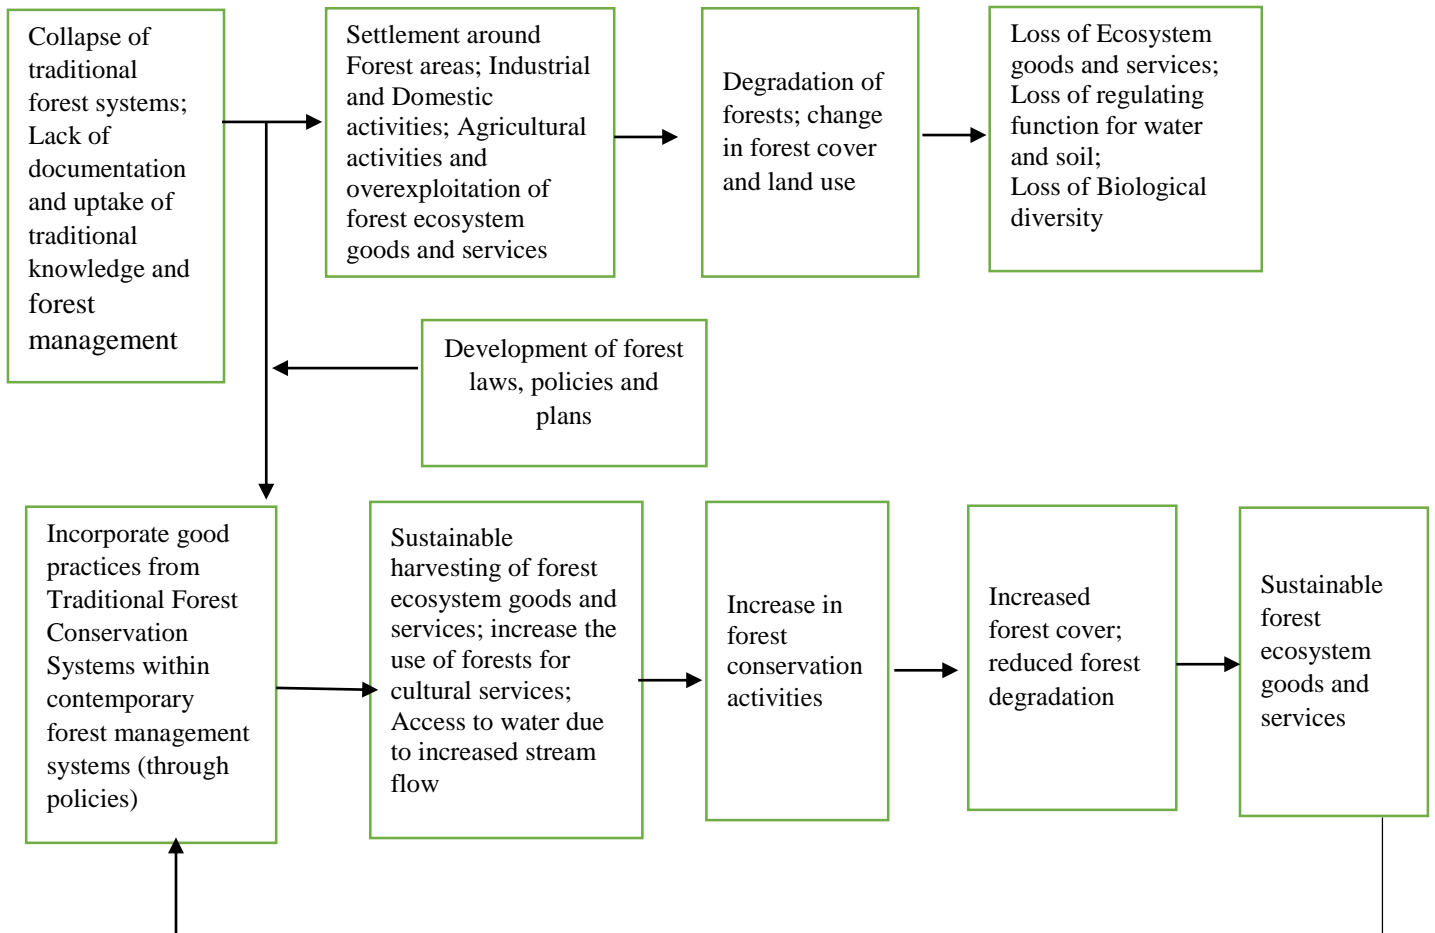 Collapse of
traditional
forest systems;
Lack of
documentation
and uptake of
traditional
knowledge and
forest
management
Settlement around
Forest areas; Industrial
and Domestic
activities; Agricultural
activities and
overexploitation of
forest ecosystem
goods and services
Degradation of
forests; change
in forest cover
and land use
Loss of Ecosystem
goods and services;
Loss of regulating
function for water
and soil;
Loss of Biological
diversity
Development of forest
laws, policies and
plans
Incorporate good
practices from
Traditional Forest
Conservation
Systems within
contemporary
forest management
systems (through
policies)
Sustainable
harvesting of forest
ecosystem goods and
services; increase the
use of forests for
cultural services;
Access to water due
to increased stream
flow
Increase in
forest
conservation
activities
Increased
forest cover;
reduced forest
degradation
Sustainable
forest
ecosystem
goods and
services